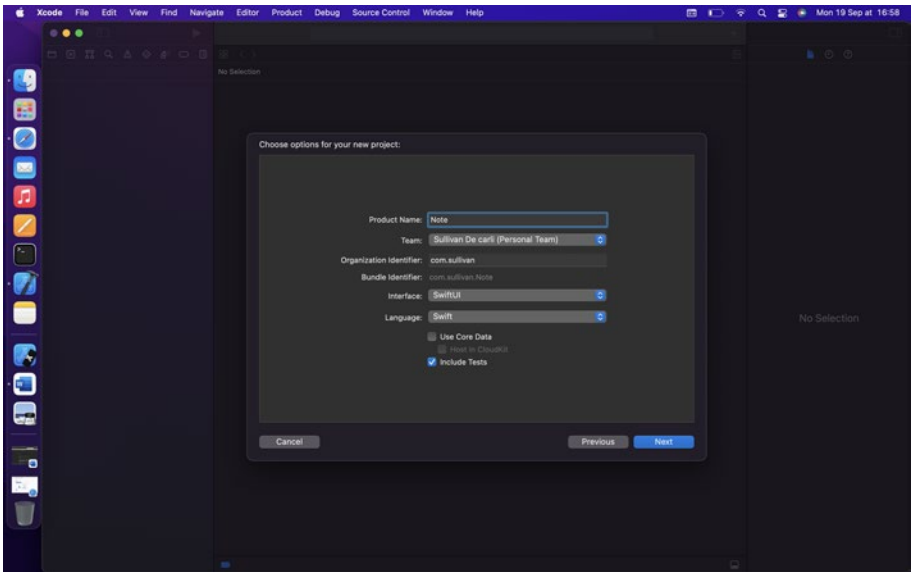 Xcode File Edit View Find Navigate Editor Product Debug Source Control Window Help Mon 19 Sep at 16:58
No Selection
Choose options for your new project:
Product Name: Note
Team: Sullivan De carli (Personal Team)
Organization Identifier: com.sullivan
Bundle Identifier: com.sullivan.Note
Interface: SwiftUI
Language: Swift
No Selection
Use Core Data
Host in CloudKit
Include Tests
Cancel Previous Next